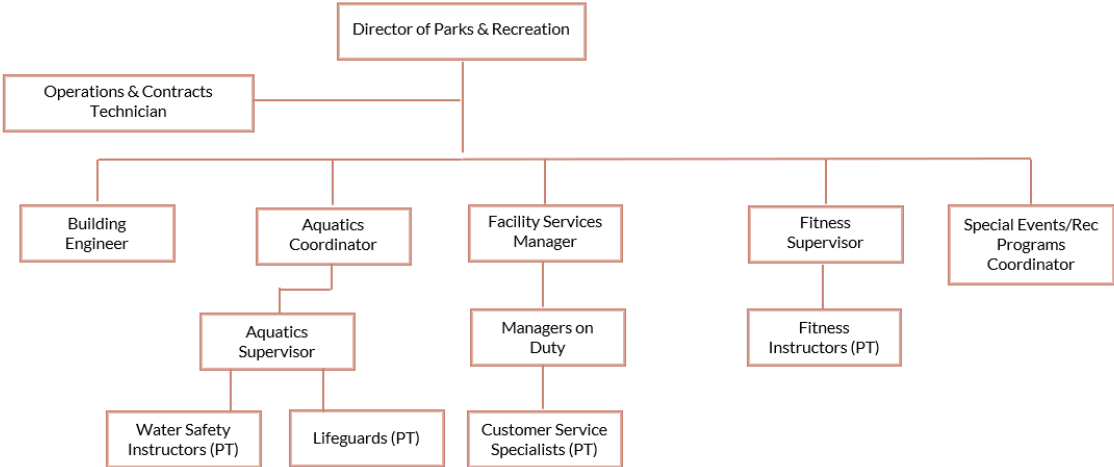 Director of Parks & Recreation
Operations & Contracts
Technician
Building
Engineer
Aquatics
Coordinator
Facility Services
Manager
Fitness
Supervisor
Special Events/Rec
Programs
Coordinator
Aquatics
Supervisor
Managers on
Duty
Fitness
Instructors (PT)
Water Safety
Instructors (PT)
Lifeguards (PT)
Customer Service
Specialists (PT)